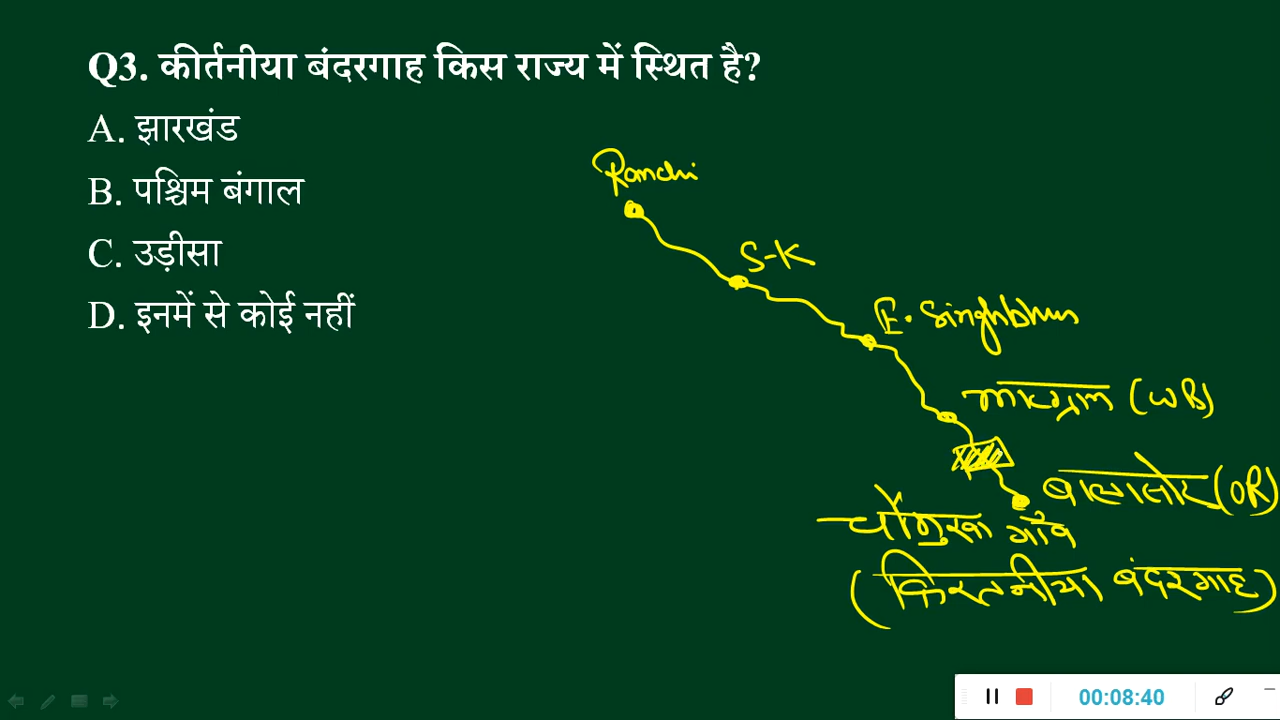 Q3. कीर्तनीया बंदरगाह किस राज्य में स्थित है?
A. झारखंड
B. पश्चिम बंगाल
C. उड़ीसा
D. इनमें से कोई नहीं
Ranchi
S-K
E. Singhbhum
(WB)
(OR)
चौमुखा गाँव
(किरतनीया बंदरगाह)
00:08:40